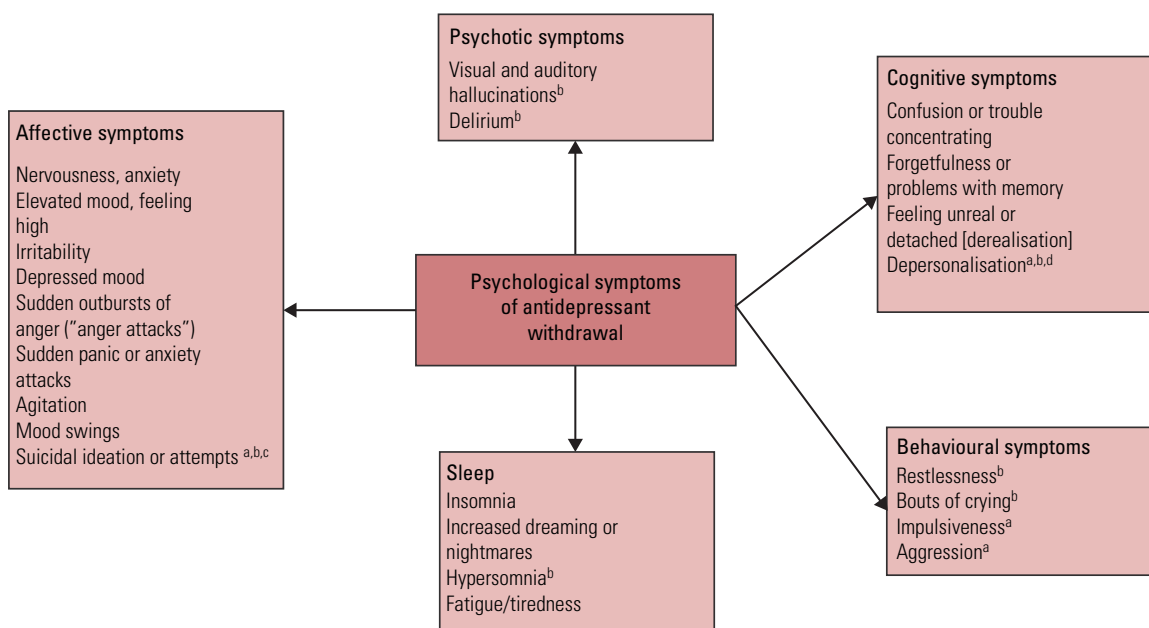 Psychotic symptoms
Visual and auditory
hallucinationsᵇ
Deliriumᵇ
Cognitive symptoms
Confusion or trouble
concentrating
Forgetfulness or
problems with memory
Feeling unreal or
detached [derealisation]
Depersonalisationᵃ,ᵇ,ᵈ
Affective symptoms
Nervousness, anxiety
Elevated mood, feeling
high
Irritability
Depressed mood
Sudden outbursts of
anger ("anger attacks")
Sudden panic or anxiety
attacks
Agitation
Mood swings
Suicidal ideation or attempts ᵃ,ᵇ,ᶜ
Psychological symptoms
of antidepressant
withdrawal
Sleep
Insomnia
Increased dreaming or
nightmares
Hypersomniaᵇ
Fatigue/tiredness
Behavioural symptoms
Restlessnessᵇ
Bouts of cryingᵇ
Impulsivenessᵃ
Aggressionᵃ